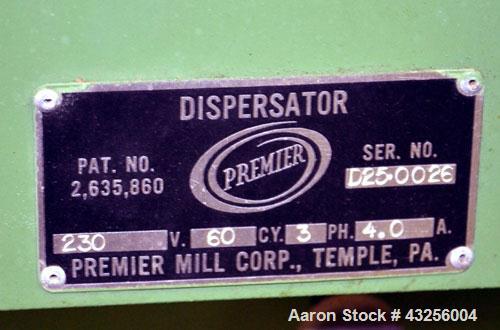 DISPERSATOR
PAT. NO.
2,635,860
PREMIER
SER. NO.
D25-0026
230 V. 60 CY. 3 PH. 4.0 A.
PREMIER MILL CORP., TEMPLE, PA.
Aaron Stock # 43256004